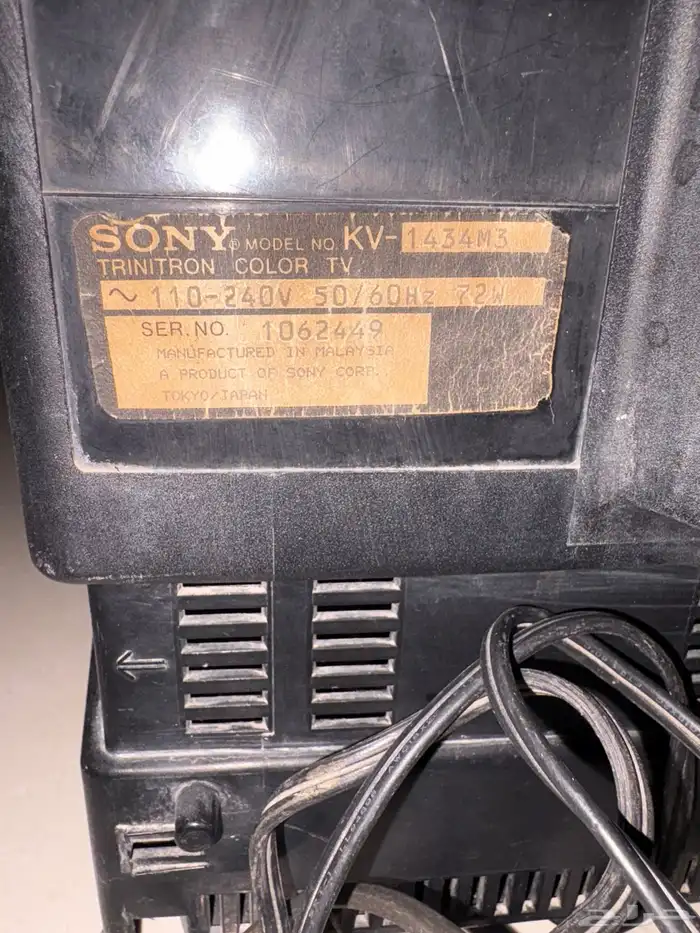 SONY® MODEL NO. KV-1434M3
TRINITRON COLOR TV
~ 110-240V 50/60Hz 72W
SER.NO. 1062449
MANUFACTURED IN MALAYSIA
A PRODUCT OF SONY CORP.
TOKYO/JAPAN
حراج